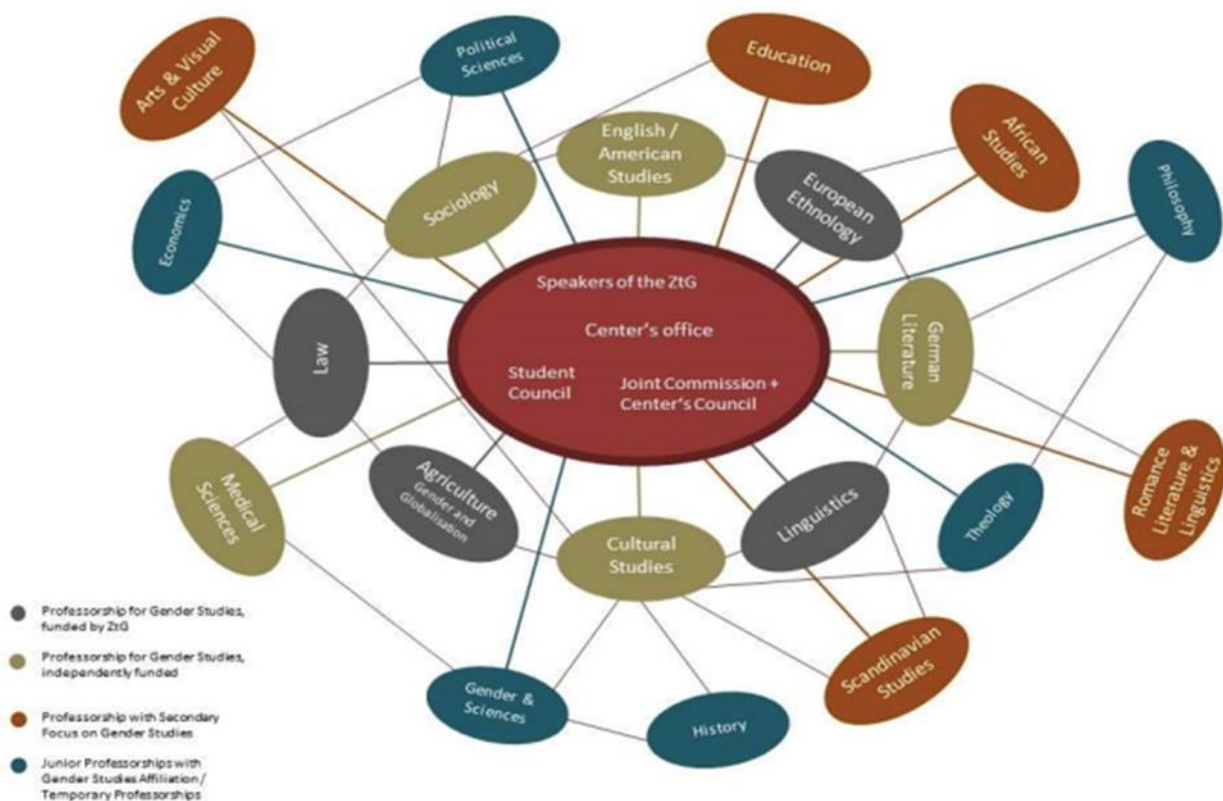 Arts & Visual
Culture
Political
Sciences
Education
English /
American
Studies
African
Studies
Philosophy
Sociology
European
Ethnology
Economics
Speakers of the ZtG
Center's office
Student
Council
Joint Commission +
Center's Council
Law
German
Literature
Medical
Sciences
Agriculture
Gender and
Globalisation
Cultural
Studies
Linguistics
Theology
Romance
Literature &
Linguistics
Gender &
Sciences
History
Scandinavian
Studies
Professorship for Gender Studies,
funded by ZtG
Professorship for Gender Studies,
independently funded
Professorship with Secondary
Focus on Gender Studies
Junior Professorships with
Gender Studies Affiliation /
Temporary Professorships